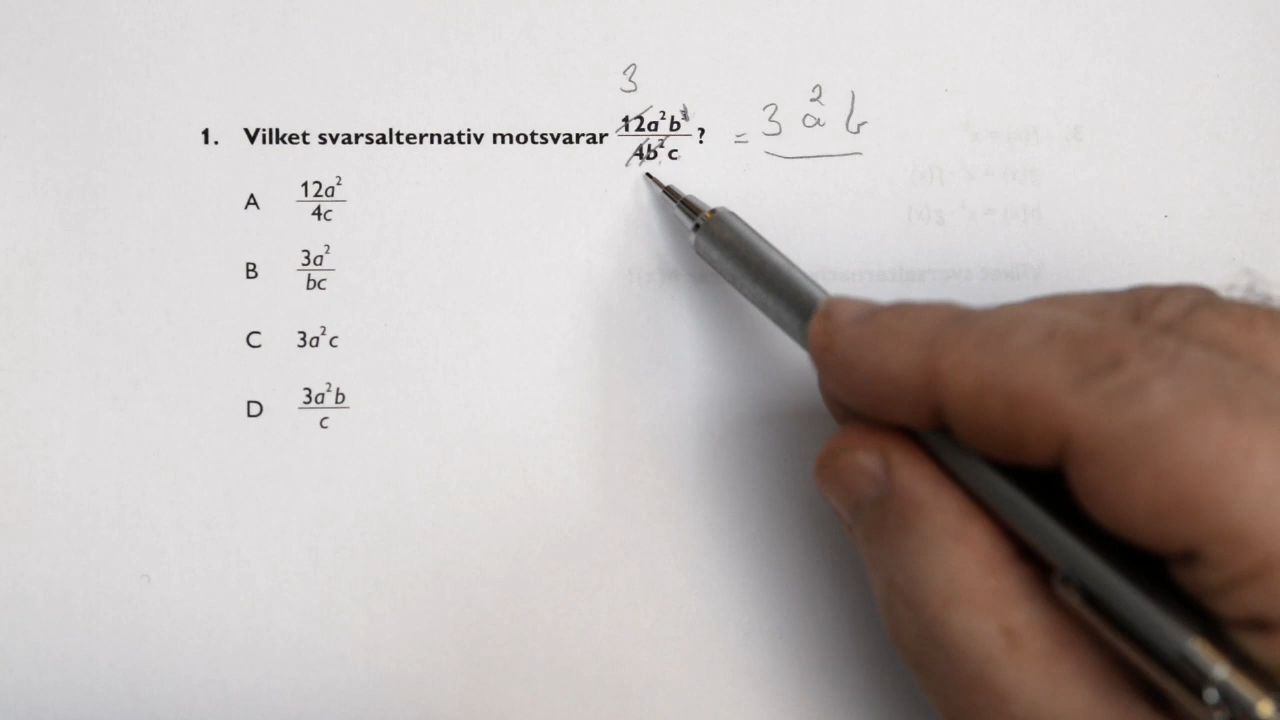 3
1. Vilket svarsalternativ motsvarar 12a²b³/4b²c ? = 3a²b
A 12a²/4c
B 3a²/bc
C 3a²c
D 3a²b/c